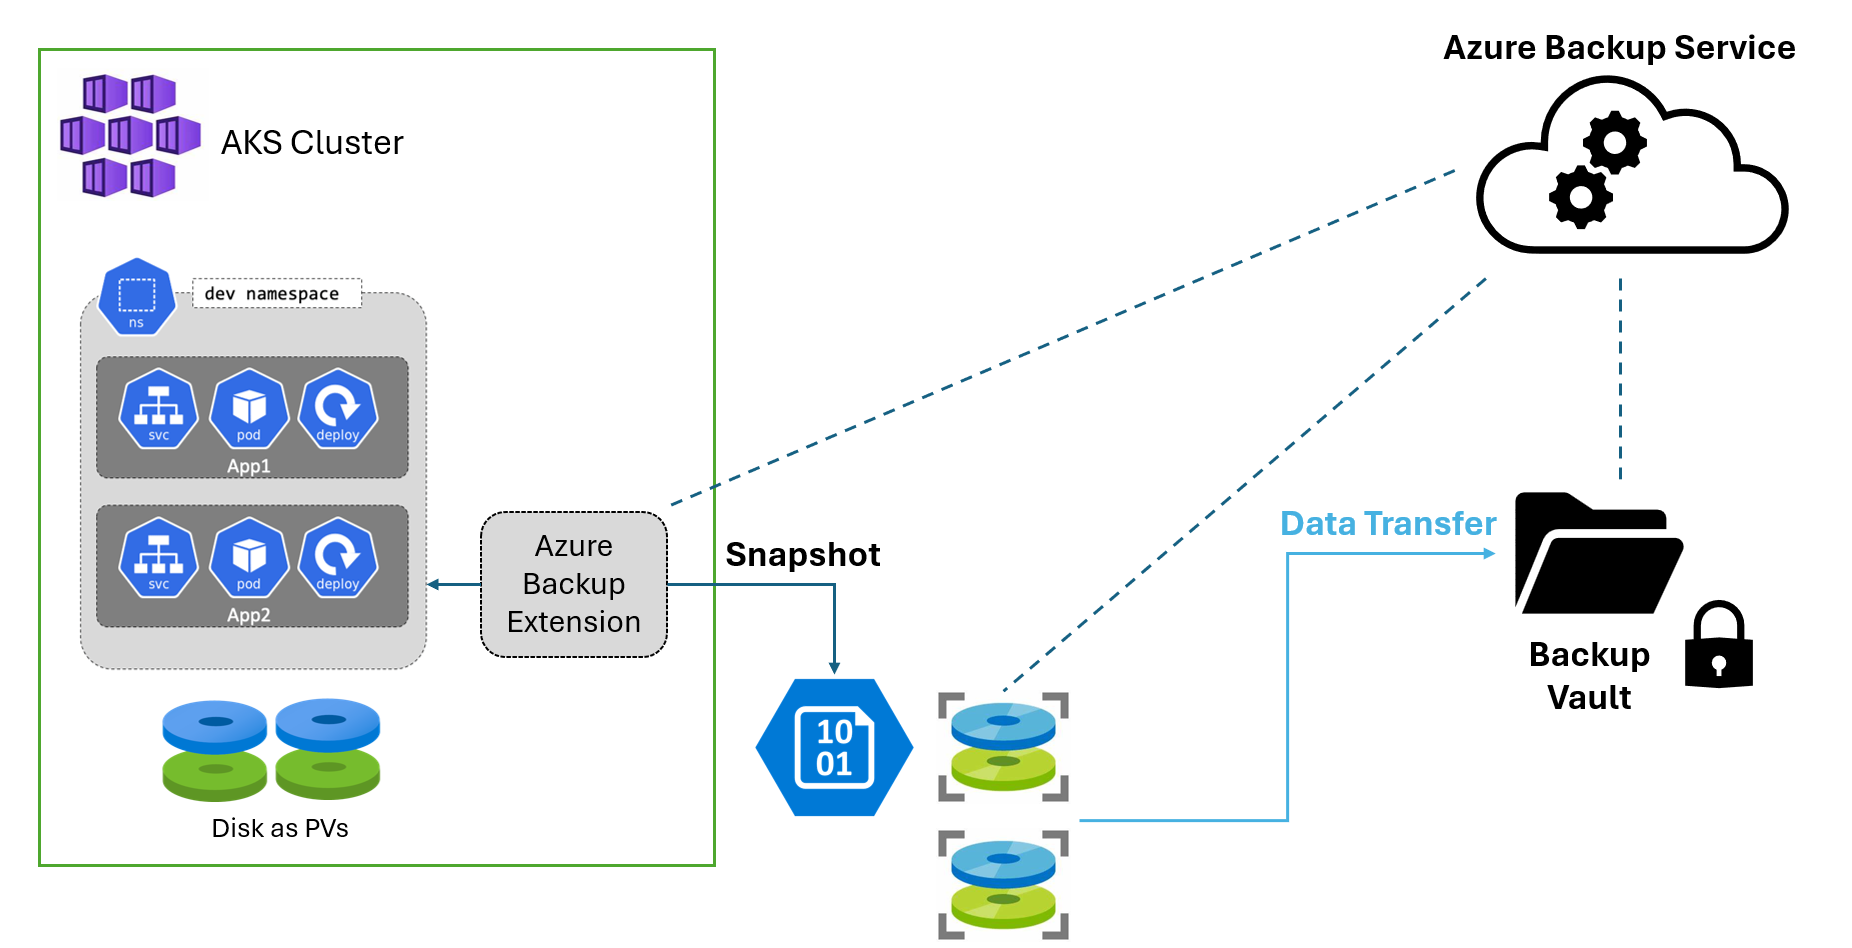 Azure Backup Service
AKS Cluster
dev namespace
ns
svc
pod
deploy
App1
svc
pod
deploy
App2
Azure
Backup
Extension
Snapshot
Data Transfer
10
01
Backup
Vault
Disk as PVs